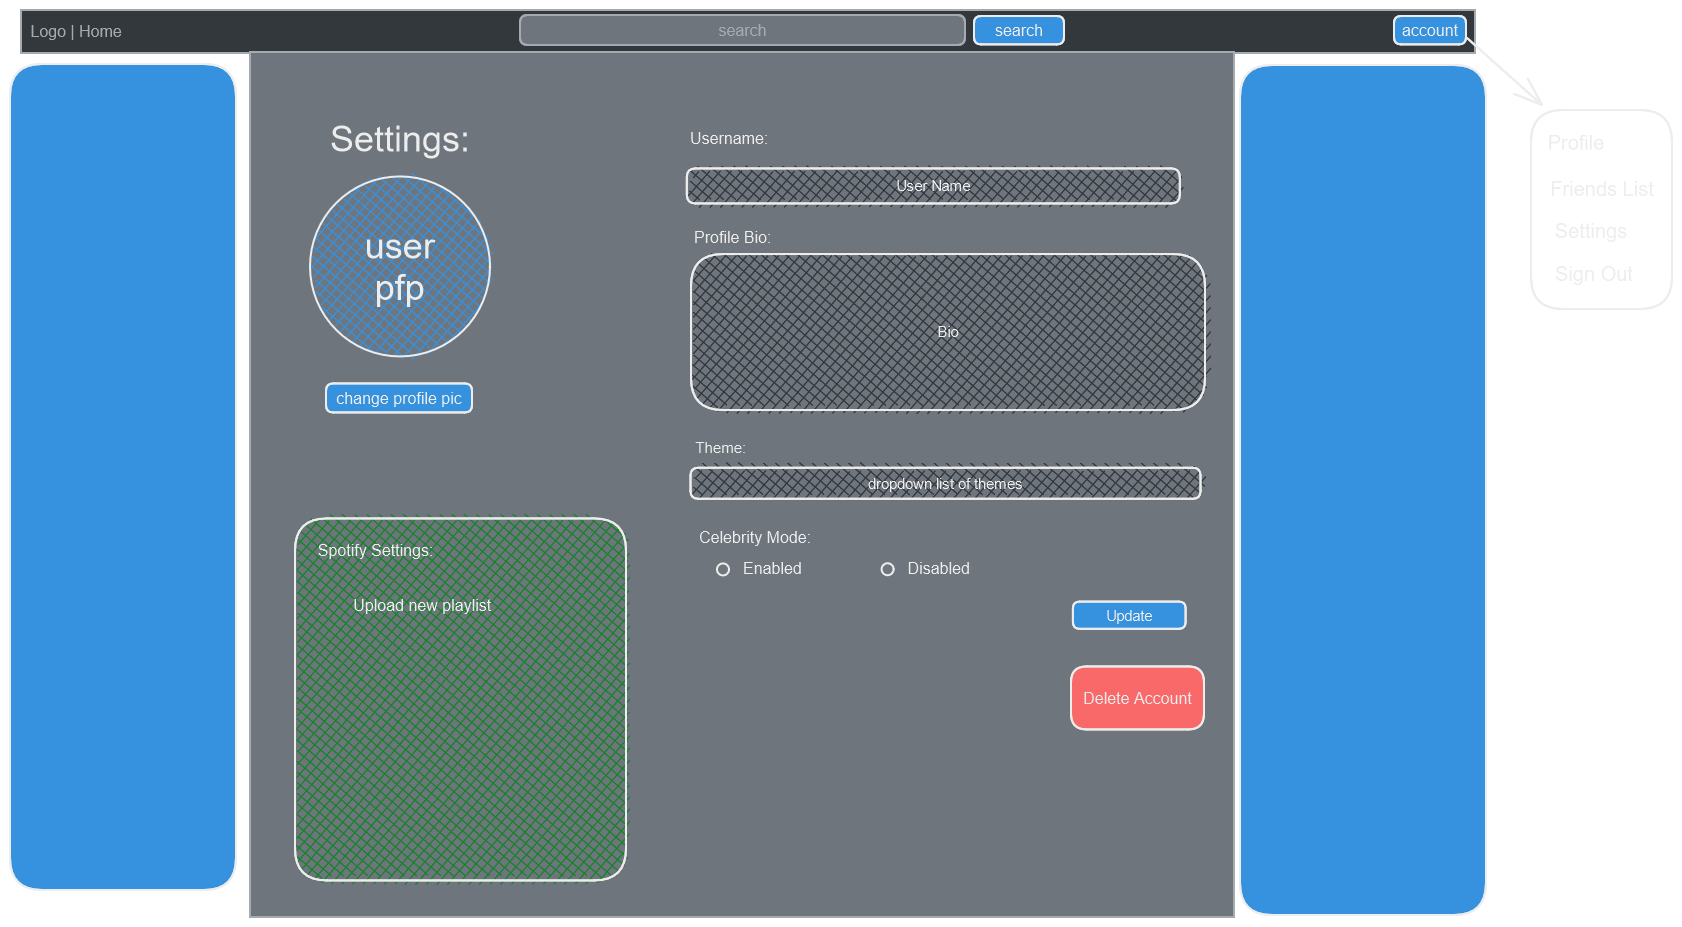 Logo | Home
search
search
account
Profile
Friends List
Settings
Sign Out
Settings:
user
pfp
change profile pic
Spotify Settings:
Upload new playlist
Username:
User Name
Profile Bio:
Bio
Theme:
dropdown list of themes
Celebrity Mode:
Enabled Disabled
Update
Delete Account